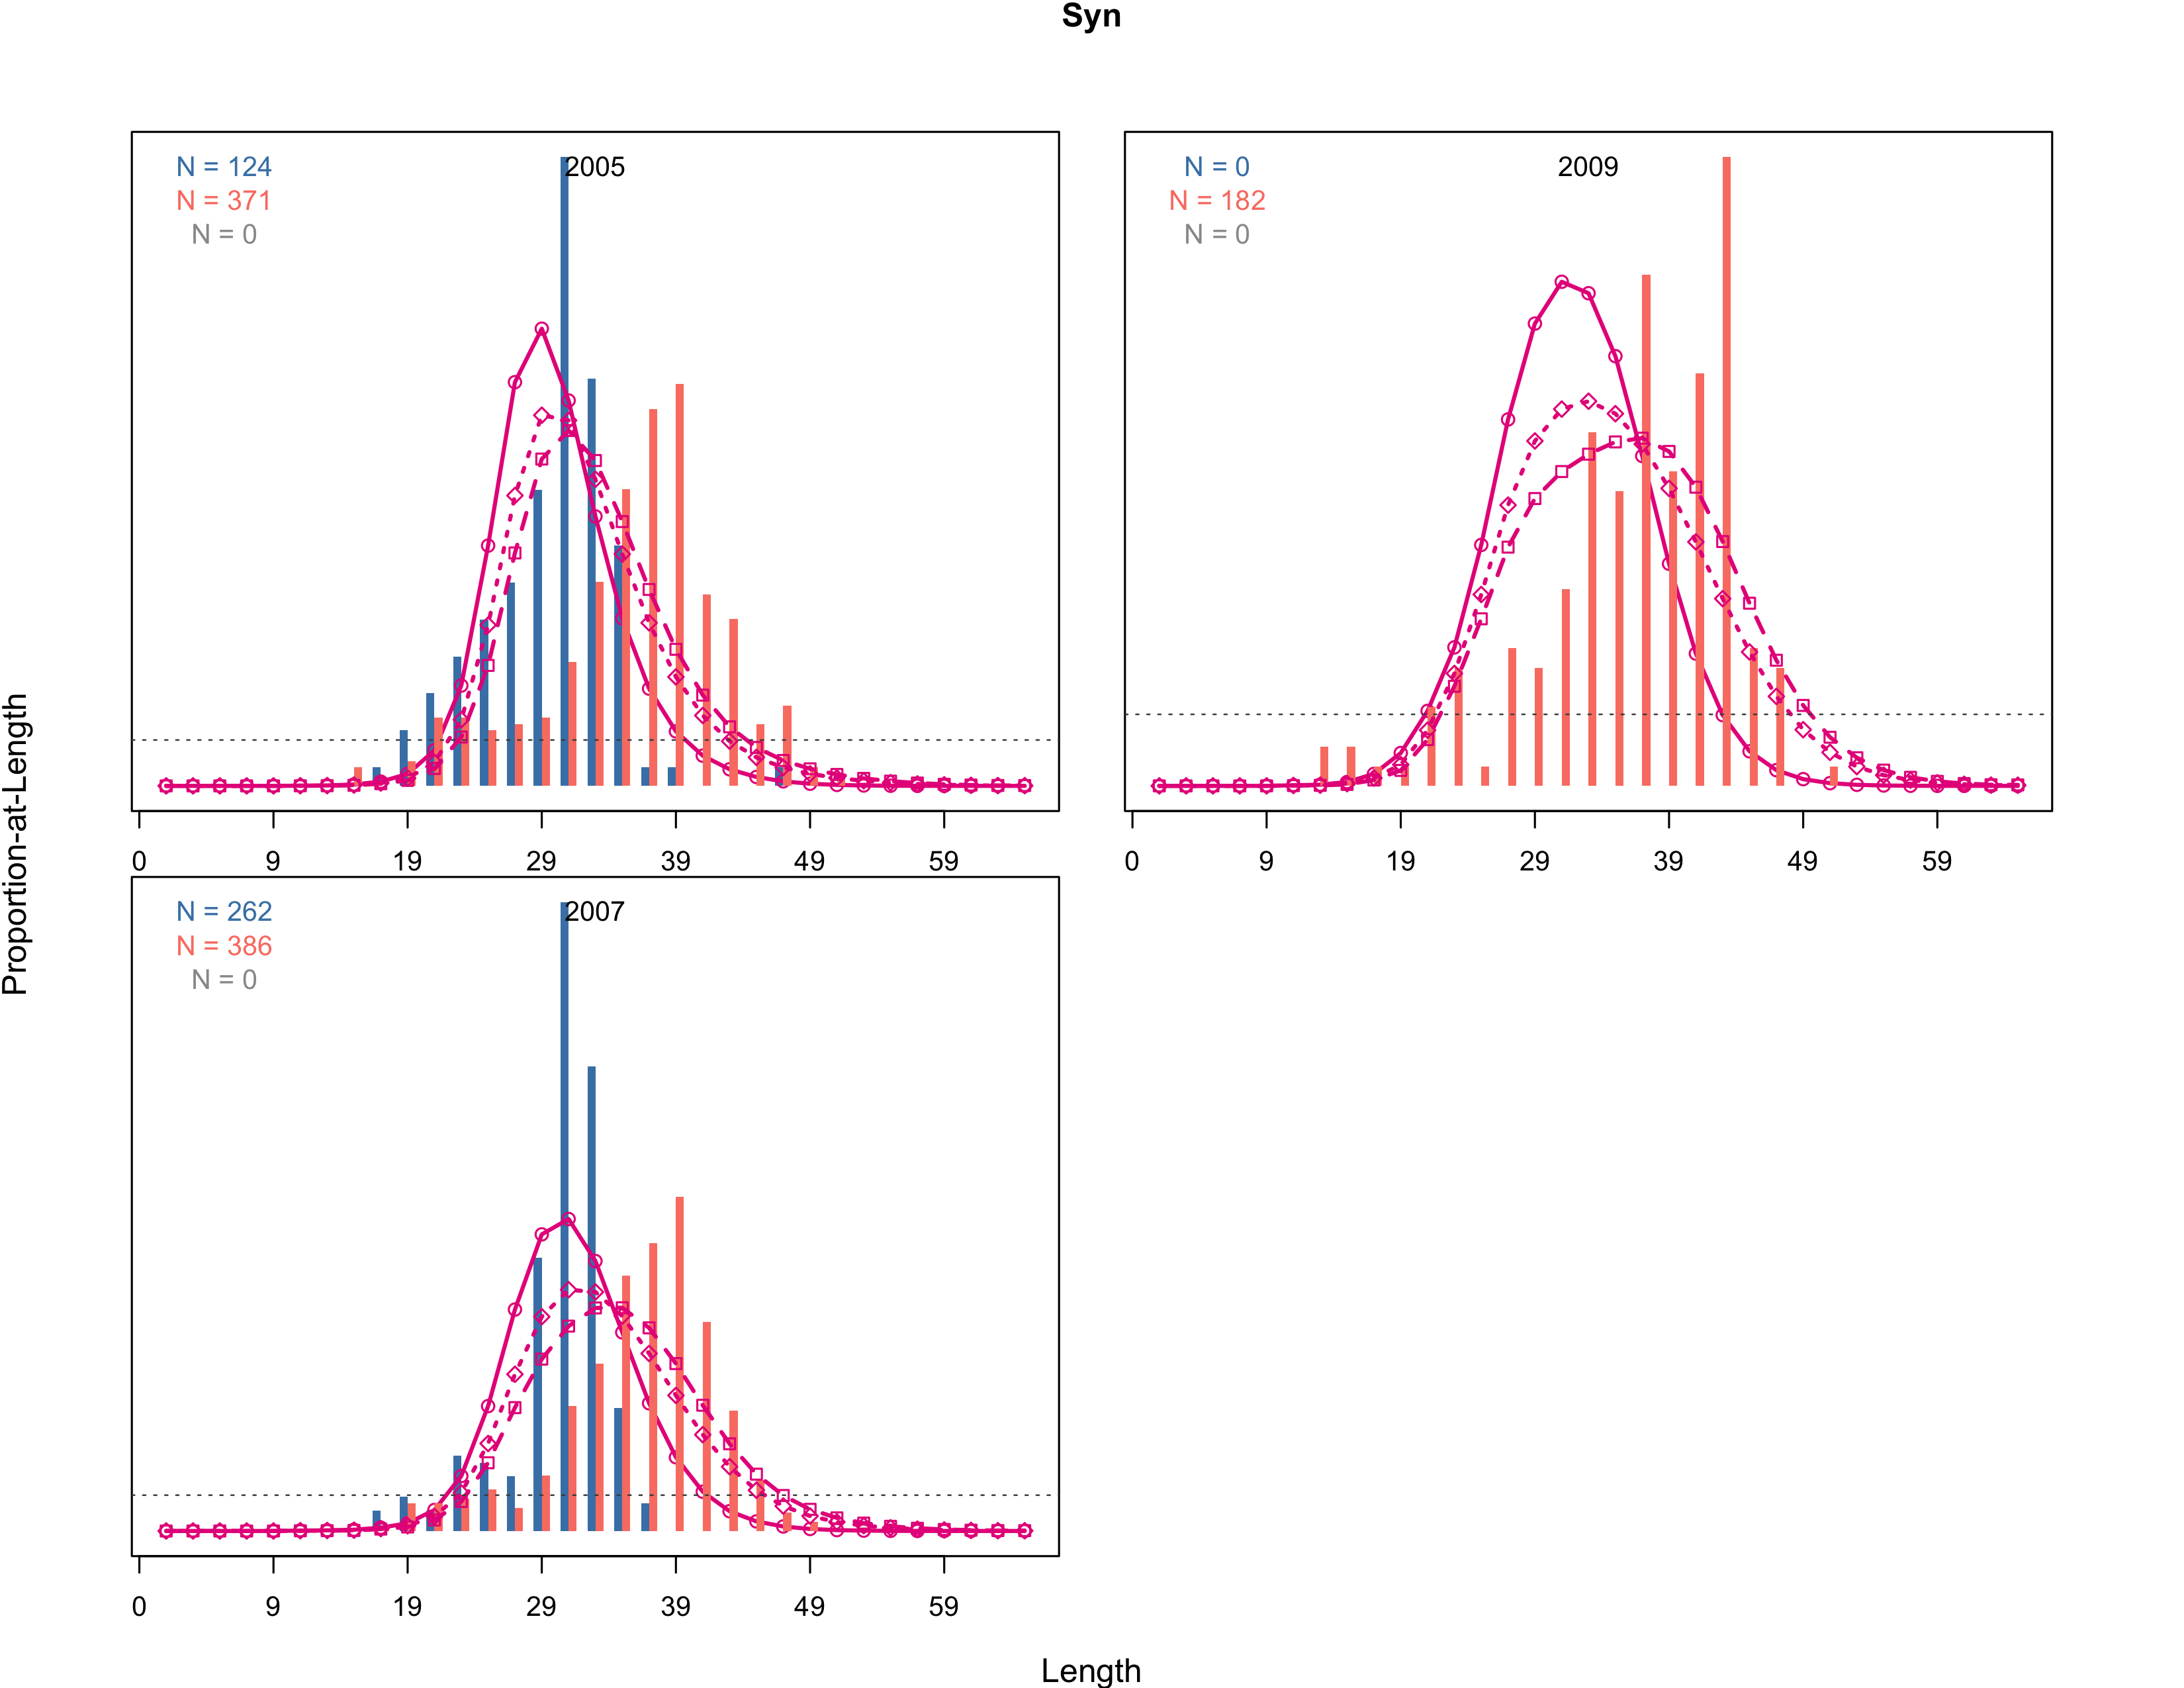 Syn
Proportion-at-Length
N = 124
N = 371
N = 0
2005
0 9 19 29 39 49 59
N = 0
N = 182
N = 0
2009
0 9 19 29 39 49 59
N = 262
N = 386
N = 0
2007
0 9 19 29 39 49 59
Length